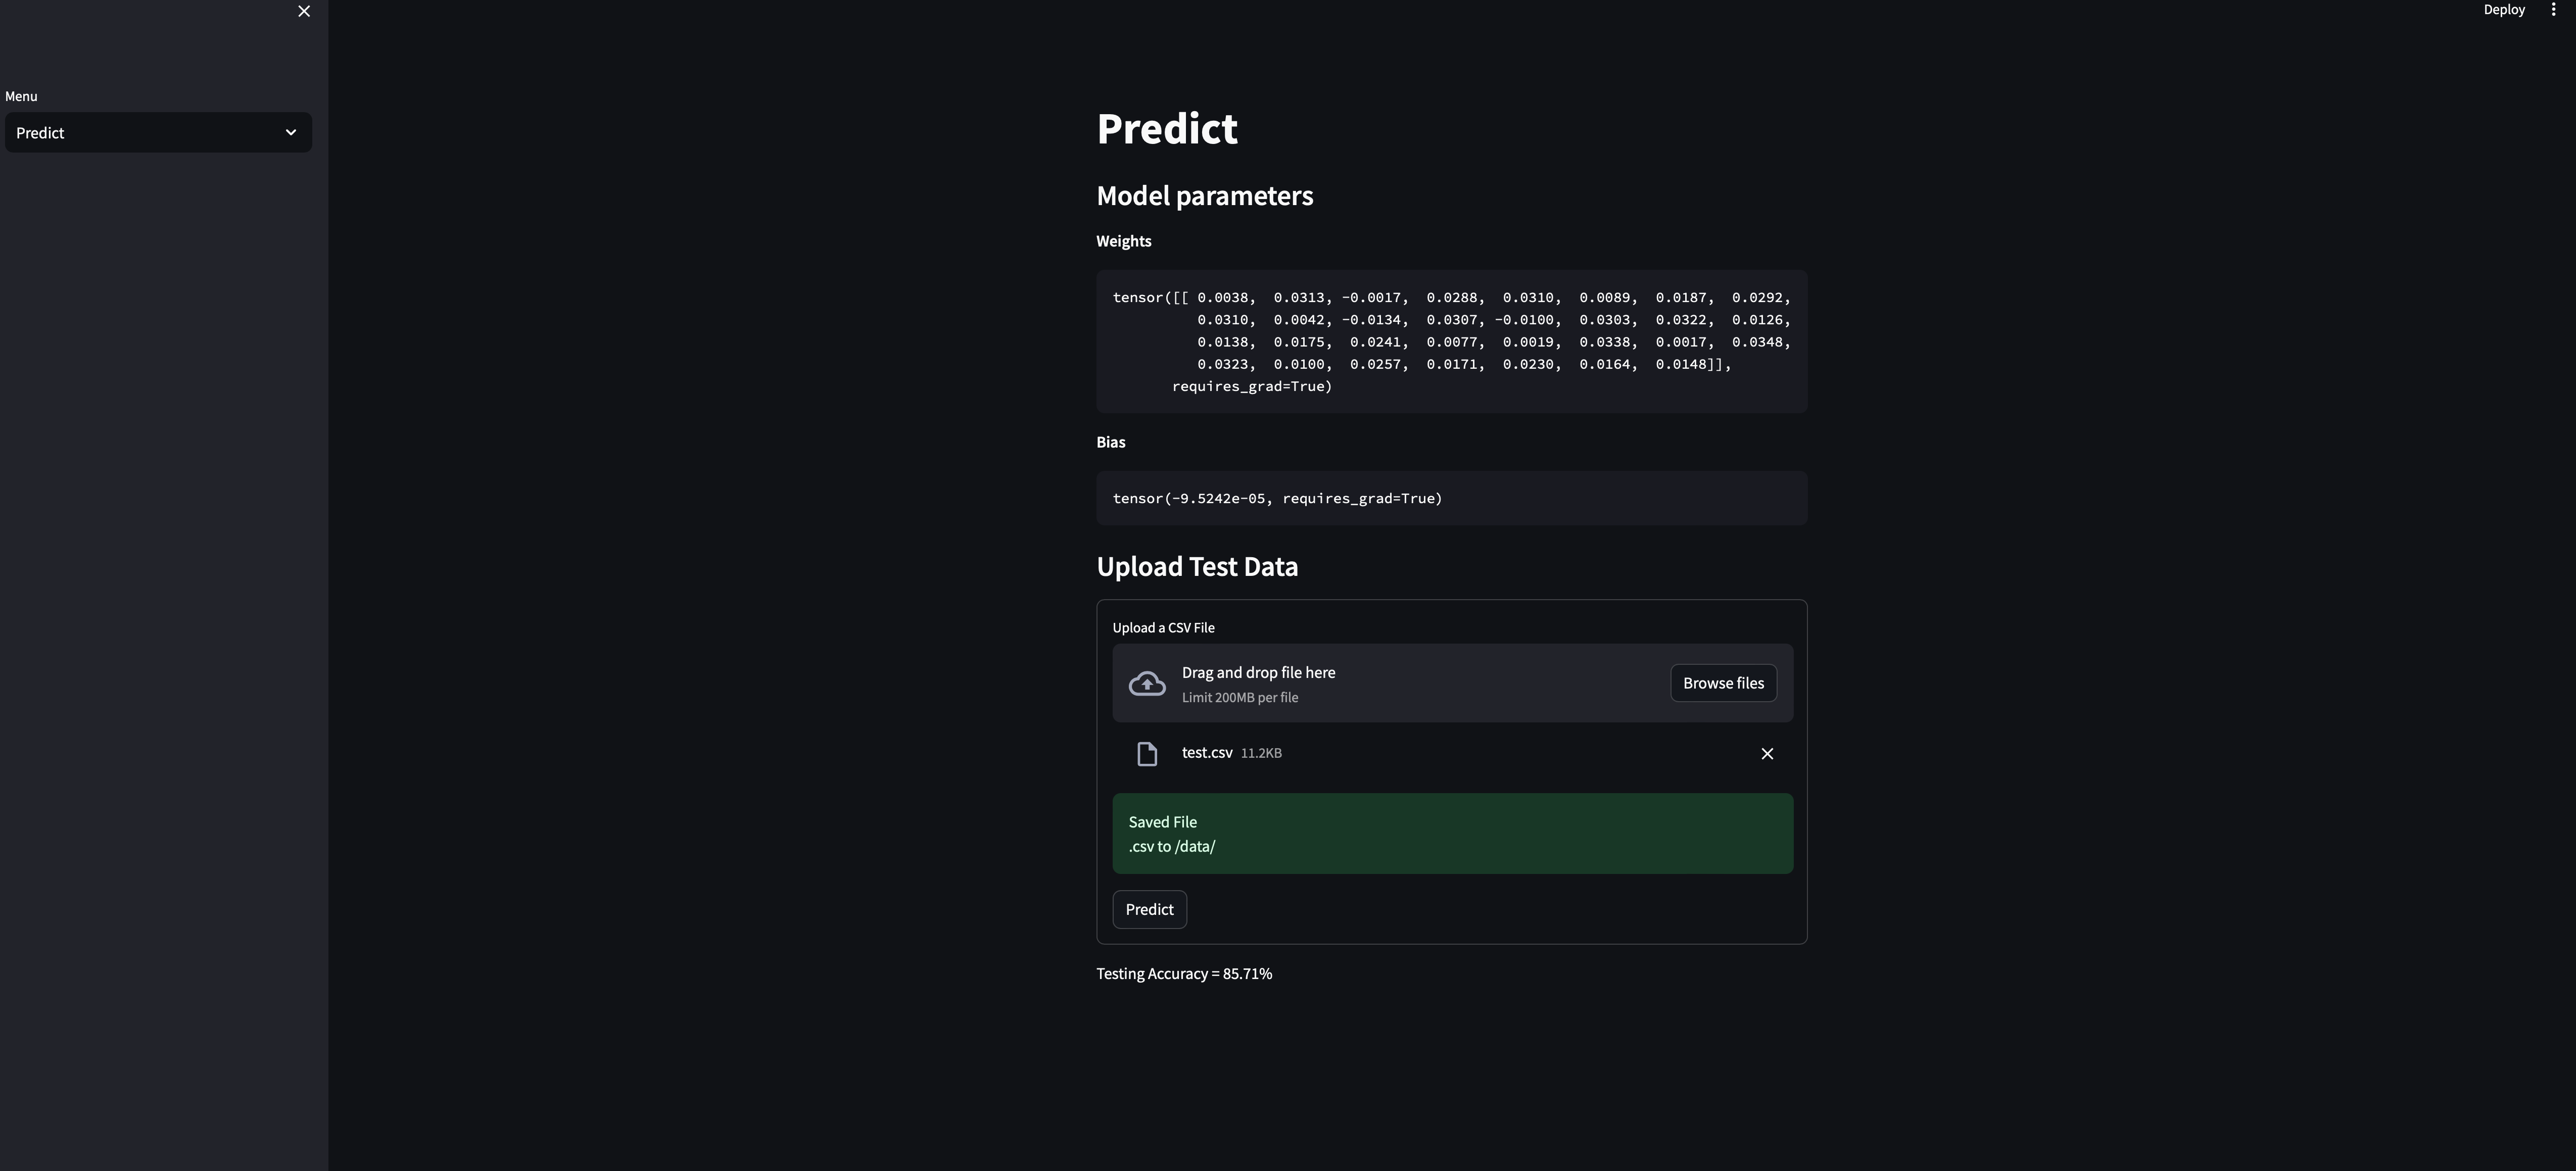 Deploy
Menu
Predict
Predict
Model parameters
Weights
tensor([[ 0.0038,  0.0313, -0.0017,  0.0288,  0.0310,  0.0089,  0.0187,  0.0292,
0.0310,  0.0042, -0.0134,  0.0307, -0.0100,  0.0303,  0.0322,  0.0126,
0.0138,  0.0175,  0.0241,  0.0077,  0.0019,  0.0338,  0.0017,  0.0348,
0.0323,  0.0100,  0.0257,  0.0171,  0.0230,  0.0164,  0.0148]],
requires_grad=True)
Bias
tensor(-9.5242e-05, requires_grad=True)
Upload Test Data
Upload a CSV File
Drag and drop file here
Limit 200MB per file
Browse files
test.csv 11.2KB
Saved File
.csv to /data/
Predict
Testing Accuracy = 85.71%